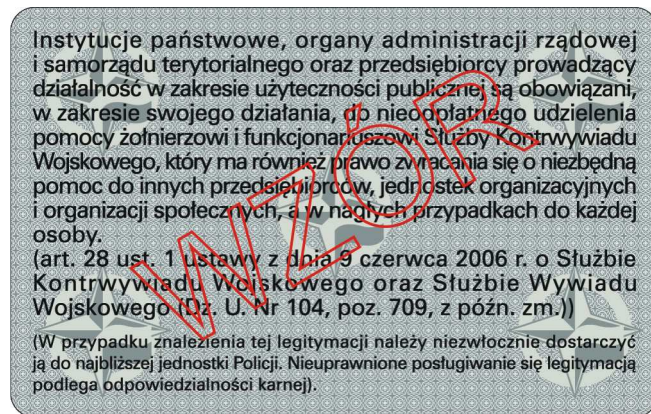 Instytucje państwowe, organy administracji rządowej
i samorządu terytorialnego oraz przedsiębiorcy prowadzący
działalność w zakresie użyteczności publicznej są obowiązani,
w zakresie swojego działania, do nieodpłatnego udzielenia
pomocy żołnierzowi i funkcjonariuszowi Służby Kontrwywiadu
Wojskowego, który ma również prawo zwracania się o niezbędną
pomoc do innych przedsiębiorców, jednostek organizacyjnych
i organizacji społecznych, a w nagłych przypadkach do każdej
osoby.
(art. 28 ust. 1 ustawy z dnia 9 czerwca 2006 r. o Służbie
Kontrwywiadu Wojskowego oraz Służbie Wywiadu
Wojskowego (Dz. U. Nr 104, poz. 709, z późn. zm.))
(W przypadku znalezienia tej legitymacji należy niezwłocznie dostarczyć
ją do najbliższej jednostki Policji. Nieuprawnione posługiwanie się legitymacją
podlega odpowiedzialności karnej).
WZÓR